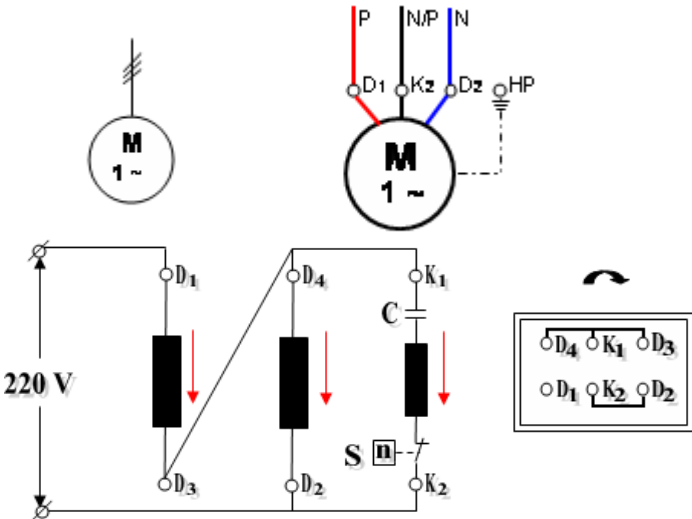 P N/P N
D1 K2 D2 HP
M
1 ~
M
1 ~
D1 D4 K1
C
220 V
S n
D3 D2 K2
D4 K1 D3
D1 K2 D2